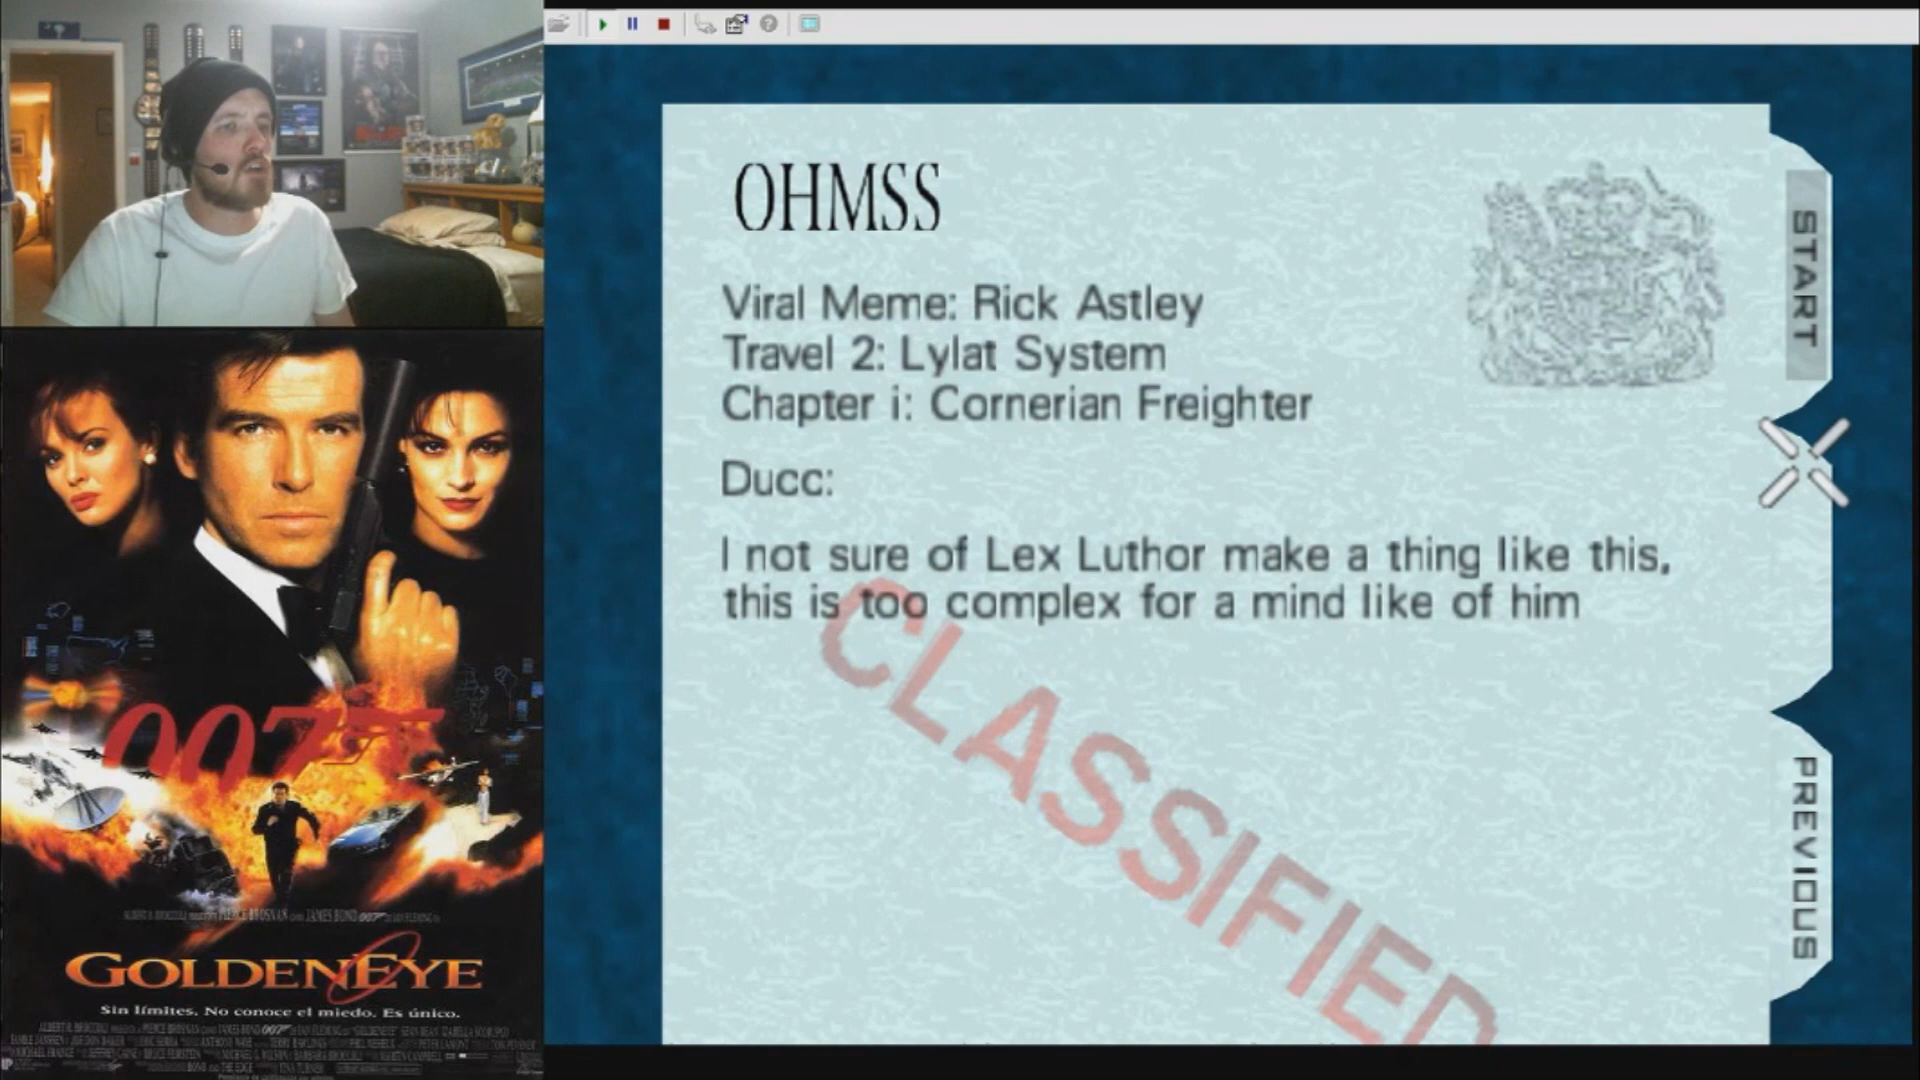 OHMSS
Viral Meme: Rick Astley
Travel 2: Lylat System
Chapter i: Cornerian Freighter
Ducc:
I not sure of Lex Luthor make a thing like this,
this is too complex for a mind like of him
CLASSIFIED
START
PREVIOUS
007
GOLDENEYE
Sin límites. No conoce el miedo. Es único.